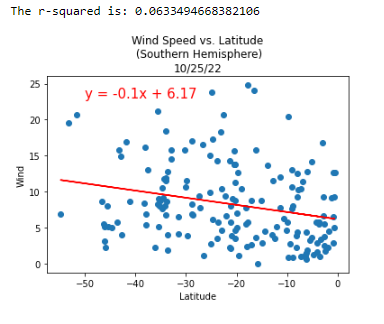 The r-squared is: 0.0633494668382106
Wind Speed vs. Latitude
(Southern Hemisphere)
10/25/22
y = -0.1x + 6.17
25
20
15
10
5
0
Wind
−50 −40 −30 −20 −10 0
Latitude